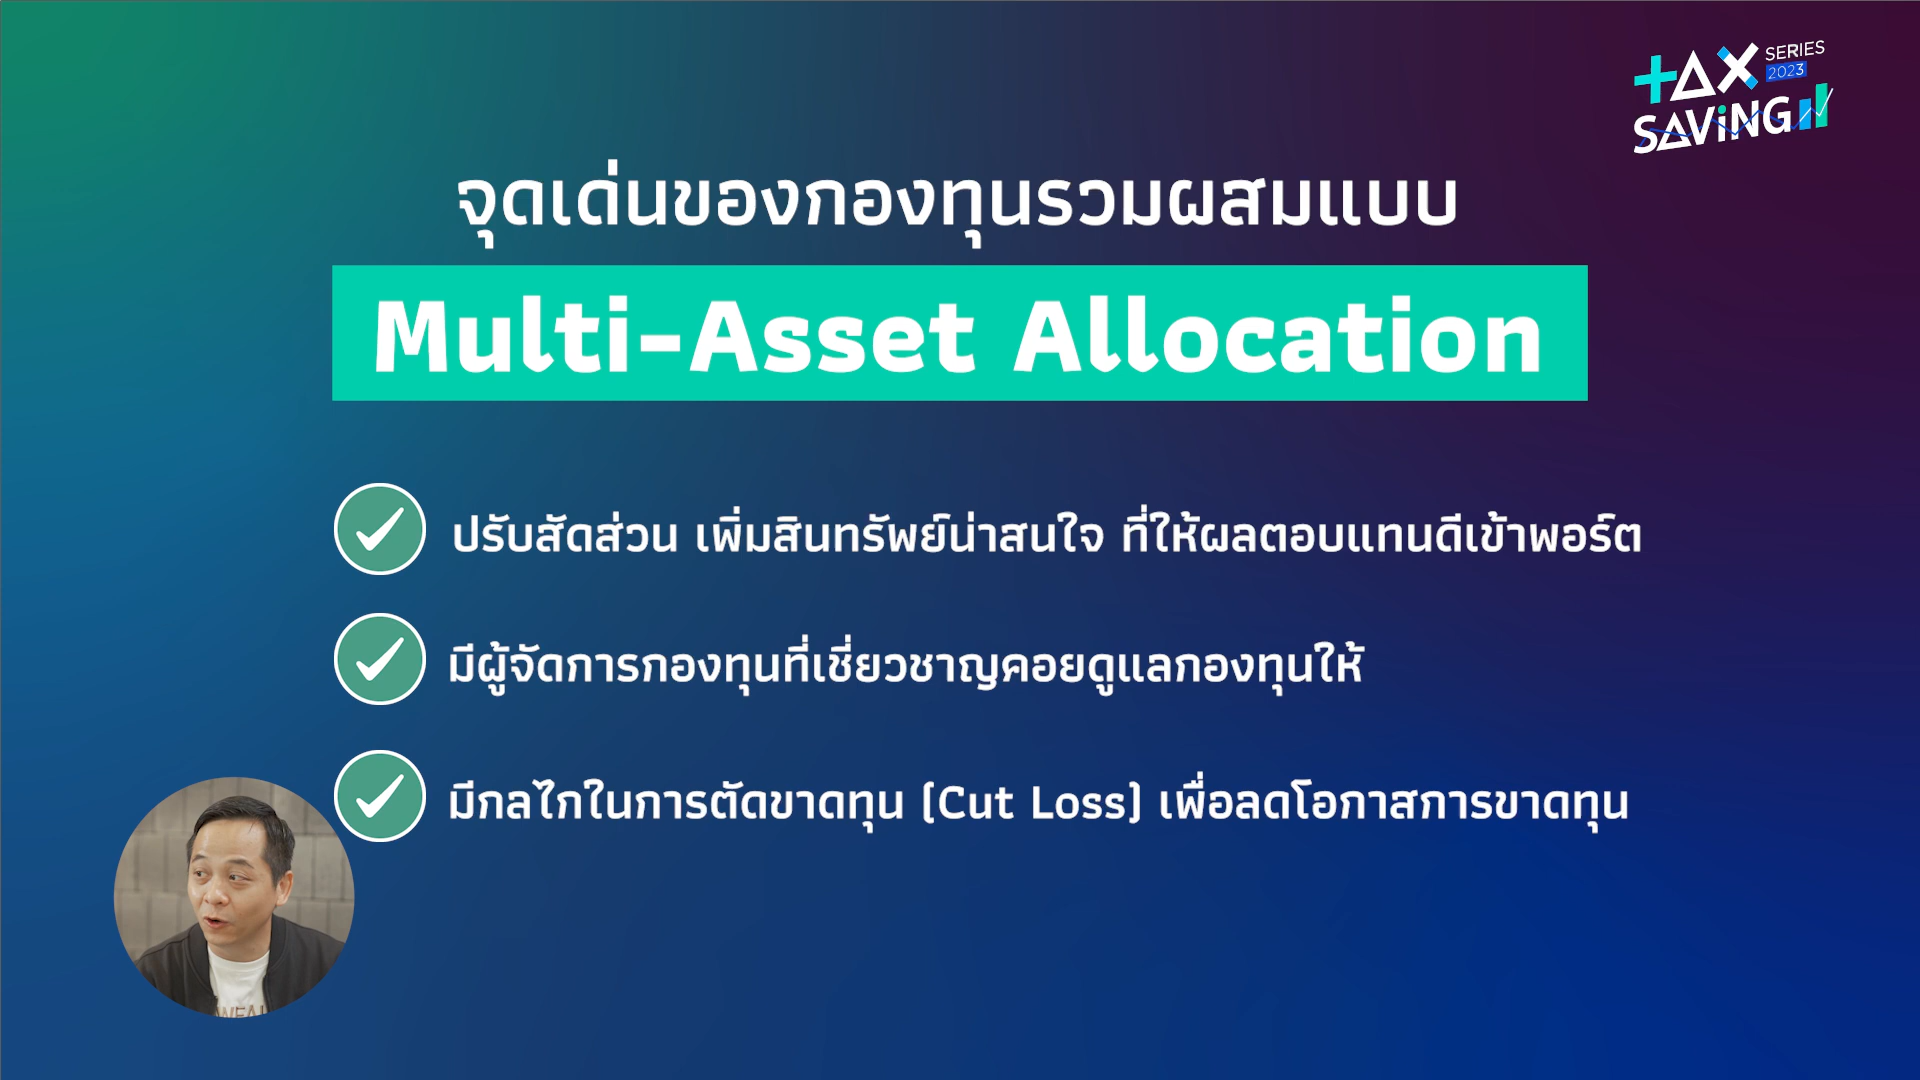 TAX SERIES
2023
SAViNG
จุดเด่นของกองทุนรวมผสมแบบ
Multi-Asset Allocation
ปรับสัดส่วน เพิ่มสินทรัพย์น่าสนใจ ที่ให้ผลตอบแทนดีเข้าพอร์ต
มีผู้จัดการกองทุนที่เชี่ยวชาญคอยดูแลกองทุนให้
มีกลไกในการตัดขาดทุน (Cut Loss) เพื่อลดโอกาสการขาดทุน